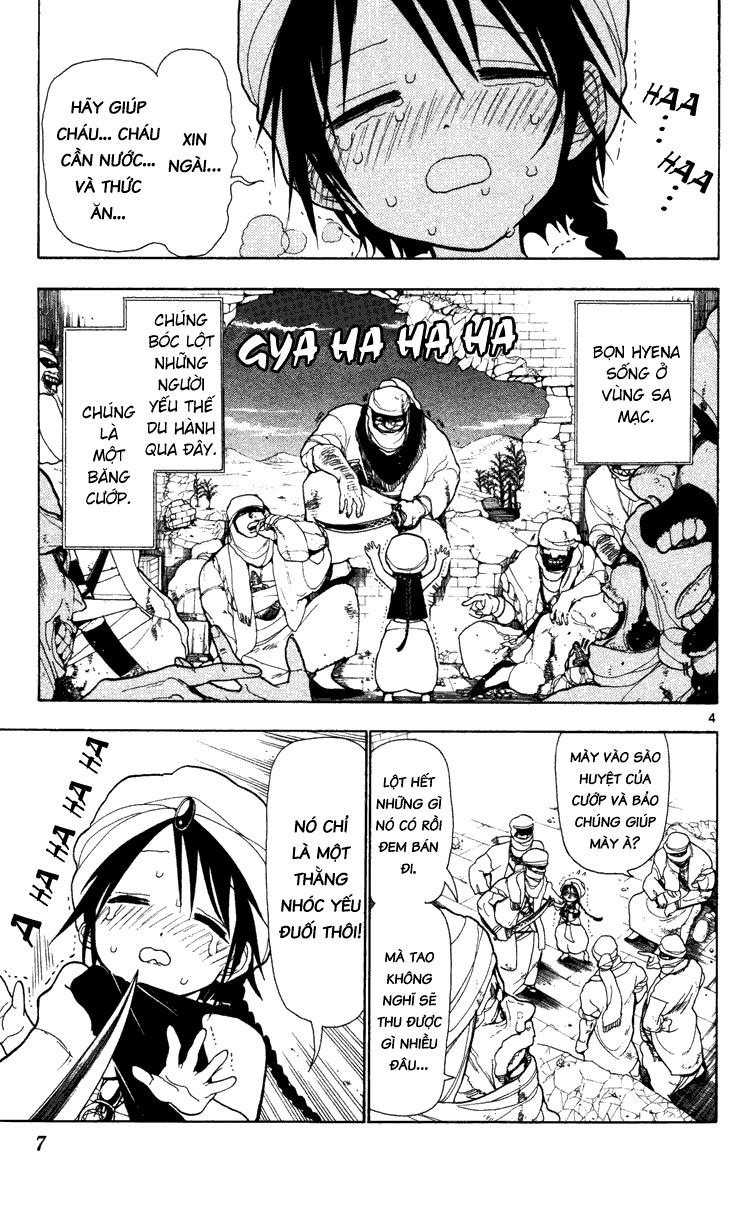 XIN
NGÀI...
HÃY GIÚP
CHÁU... CHÁU
CẦN NƯỚC...
VÀ THỨC
ĂN...
HAA
HAA
BỌN HYENA
SỐNG Ở
VÙNG SA
MẠC.
GYA HA HA HA
CHÚNG
BÓC LỘT
NHỮNG
NGƯỜI
YẾU THẾ
DU HÀNH
QUA ĐÂY.
CHÚNG
LÀ MỘT
BĂNG
CƯỚP.
4
MÀY VÀO SÀO
HUYỆT CỦA
CƯỚP VÀ BẢO
CHÚNG GIÚP
MÀY À?
LỘT HẾT
NHỮNG GÌ
NÓ CÓ RỒI
ĐEM BÁN
ĐI.
MÀ TAO
KHÔNG
NGHĨ SẼ
THU ĐƯỢC
GÌ NHIỀU
ĐÂU...
NÓ CHỈ
LÀ MỘT
THẰNG
NHÓC YẾU
ĐUỐI THÔI!
A HA HA HA HA
7